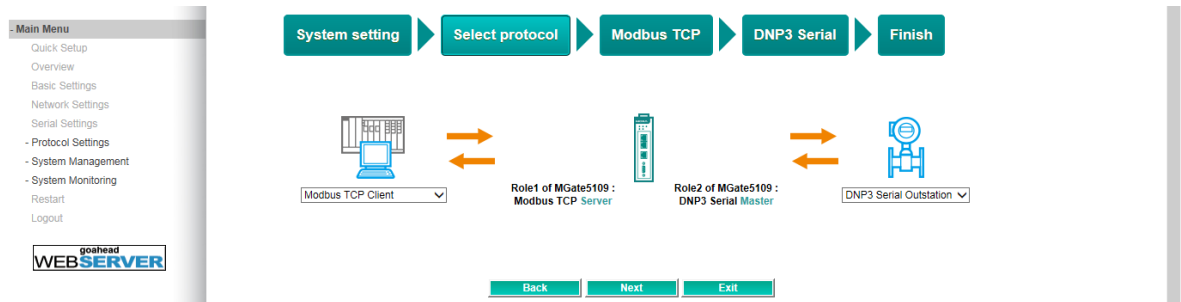 - Main Menu
Quick Setup
Overview
Basic Settings
Network Settings
Serial Settings
- Protocol Settings
- System Management
- System Monitoring
Restart
Logout
goahead
WEBSERVER
System setting
Select protocol
Modbus TCP
DNP3 Serial
Finish
Modbus TCP Client
Role1 of MGate5109 :
Modbus TCP Server
Role2 of MGate5109 :
DNP3 Serial Master
DNP3 Serial Outstation
Back
Next
Exit